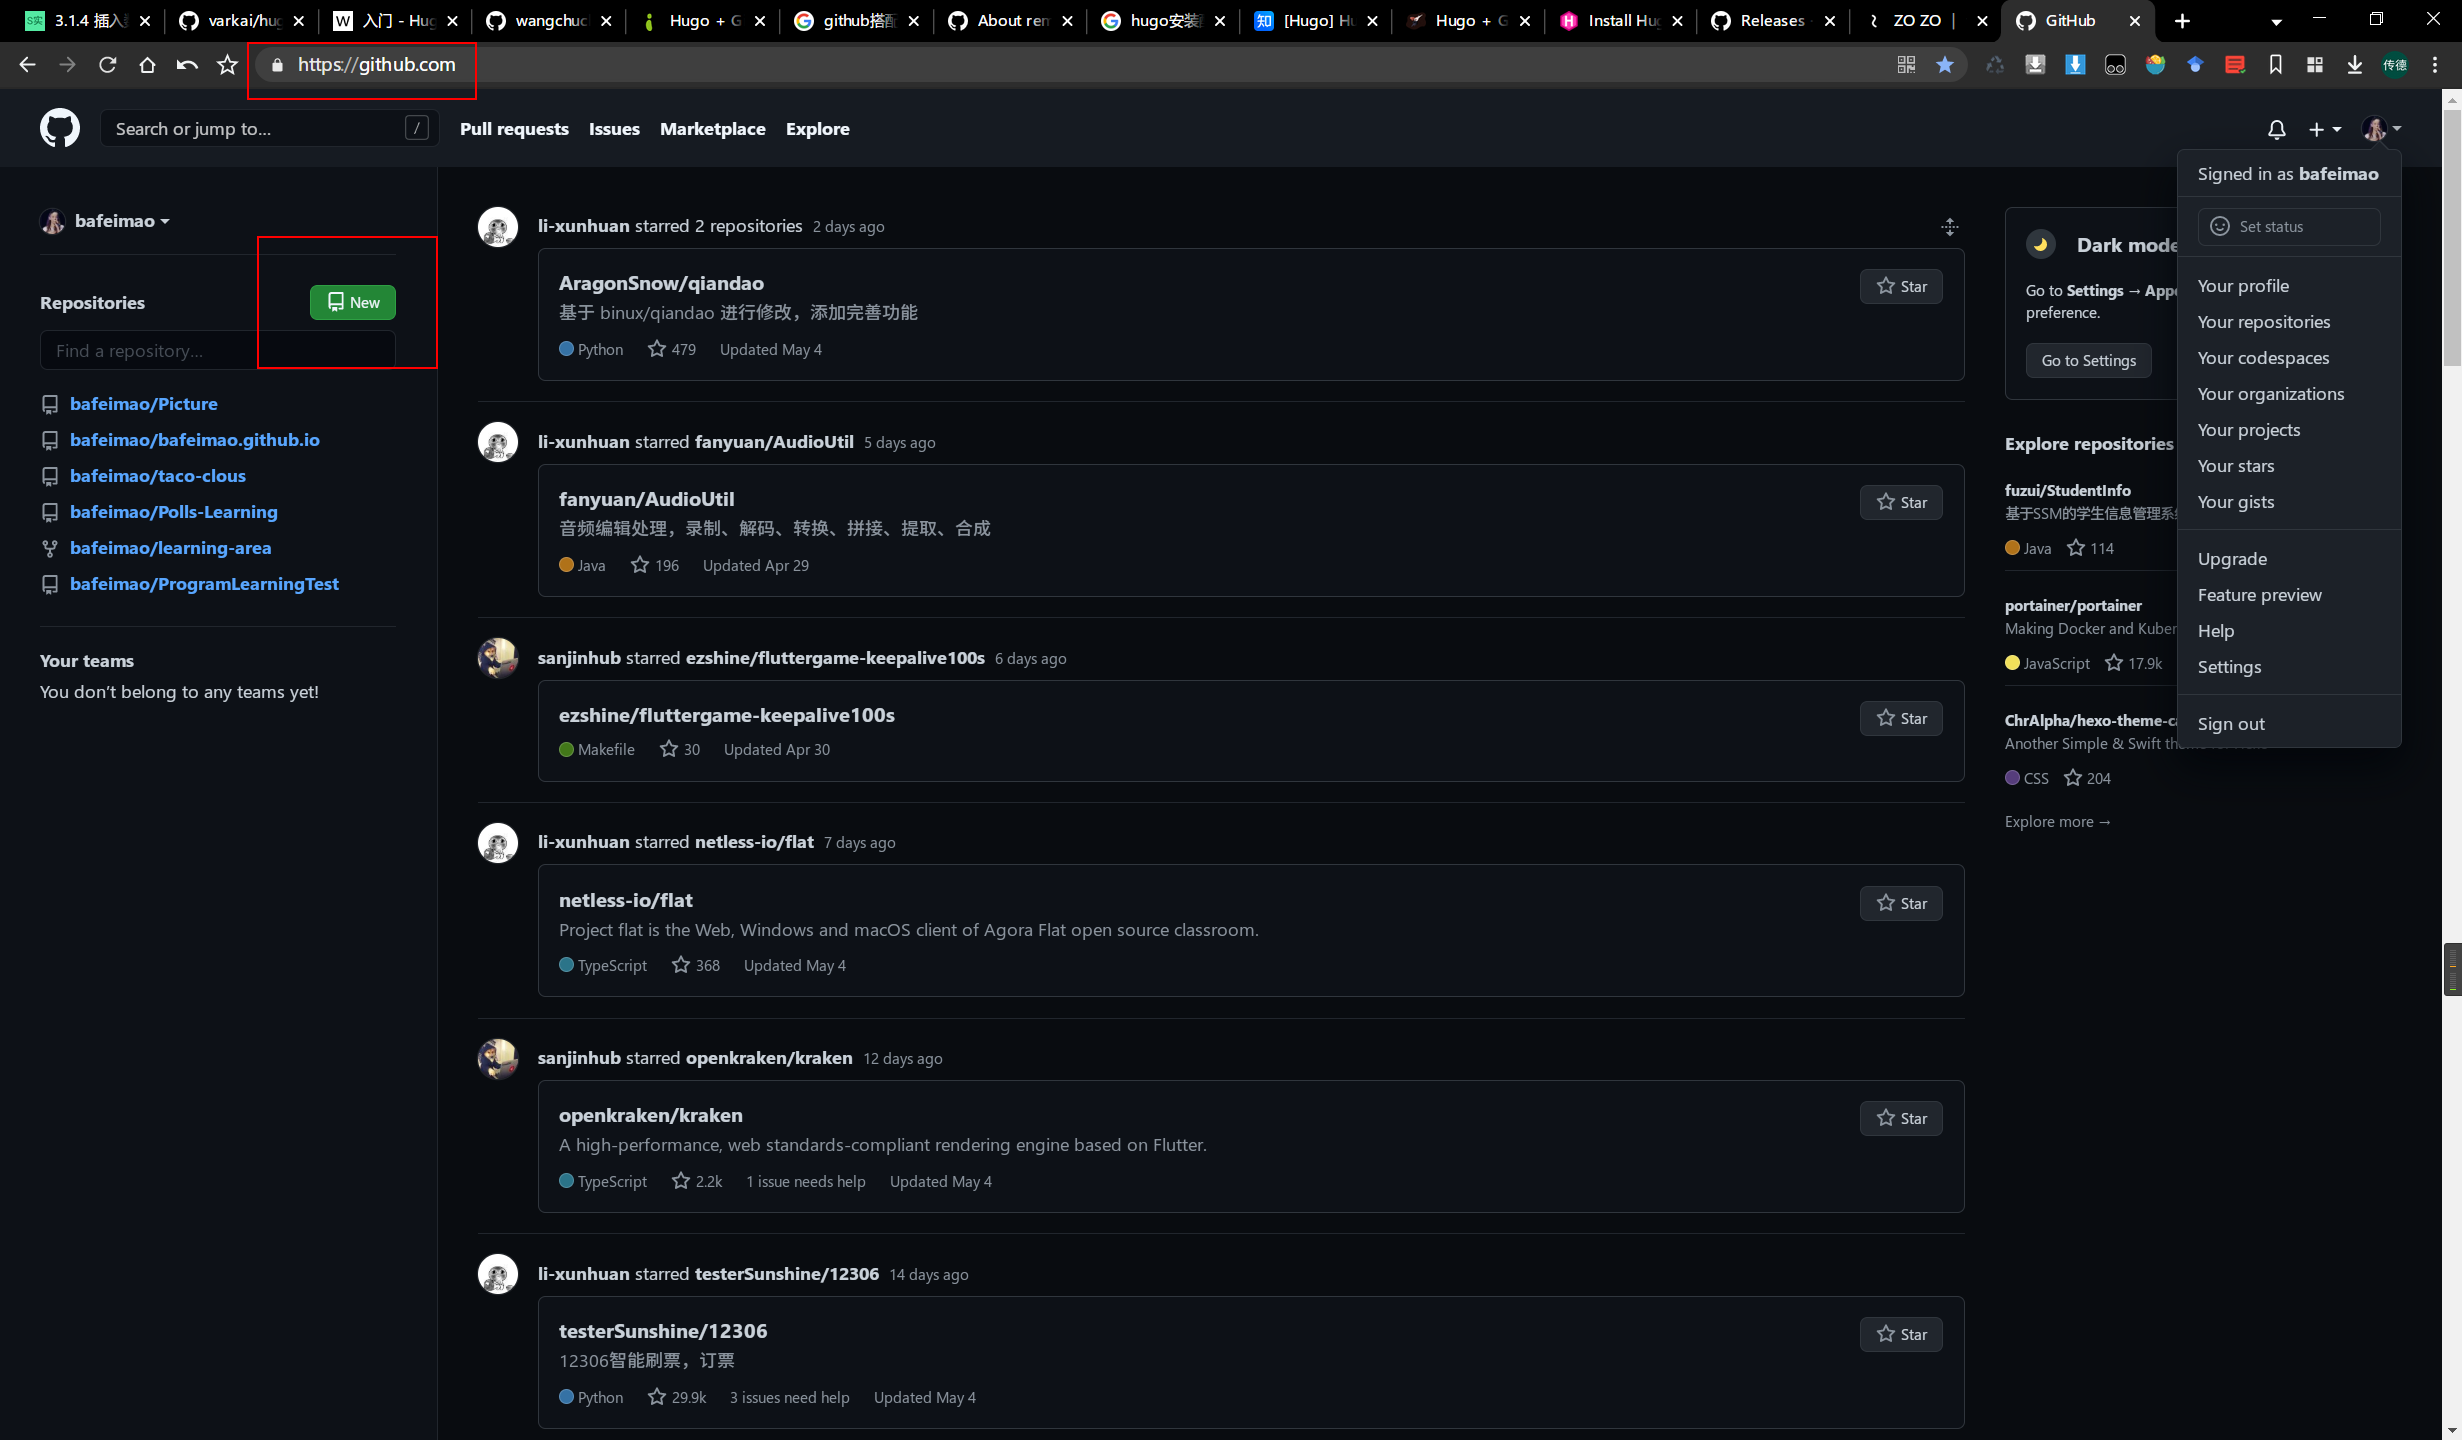 3.1.4 插入
varkai/hu
入门 - Hug
wangchuc
Hugo + G
github搭配
About rem
hugo安装
[Hugo] H
Hugo + G
Install Hug
Releases
ZO ZO |
GitHub
https://github.com
传德
Search or jump to...
/
Pull requests
Issues
Marketplace
Explore
Signed in as bafeimao
Set status
Your profile
Your repositories
Your codespaces
Your organizations
Your projects
Your stars
Your gists
Upgrade
Feature preview
Help
Settings
Sign out
bafeimao
Repositories
New
Find a repository...
bafeimao/Picture
bafeimao/bafeimao.github.io
bafeimao/taco-clous
bafeimao/Polls-Learning
bafeimao/learning-area
bafeimao/ProgramLearningTest
Your teams
You don't belong to any teams yet!
li-xunhuan starred 2 repositories 2 days ago
AragonSnow/qiandao
Star
基于 binux/qiandao 进行修改，添加完善功能
Python 479 Updated May 4
li-xunhuan starred fanyuan/AudioUtil 5 days ago
fanyuan/AudioUtil
Star
音频编辑处理，录制、解码、转换、拼接、提取、合成
Java 196 Updated Apr 29
sanjinhub starred ezshine/fluttergame-keepalive100s 6 days ago
ezshine/fluttergame-keepalive100s
Star
Makefile 30 Updated Apr 30
li-xunhuan starred netless-io/flat 7 days ago
netless-io/flat
Star
Project flat is the Web, Windows and macOS client of Agora Flat open source classroom.
TypeScript 368 Updated May 4
sanjinhub starred openkraken/kraken 12 days ago
openkraken/kraken
Star
A high-performance, web standards-compliant rendering engine based on Flutter.
TypeScript 2.2k 1 issue needs help Updated May 4
li-xunhuan starred testerSunshine/12306 14 days ago
testerSunshine/12306
Star
12306智能刷票，订票
Python 29.9k 3 issues need help Updated May 4
Dark mode
Go to Settings → Appe
preference.
Go to Settings
Explore repositories
fuzui/StudentInfo
基于SSM的学生信息管理系
Java 114
portainer/portainer
Making Docker and Kuber
JavaScript 17.9k
ChrAlpha/hexo-theme-c
Another Simple & Swift th
CSS 204
Explore more →